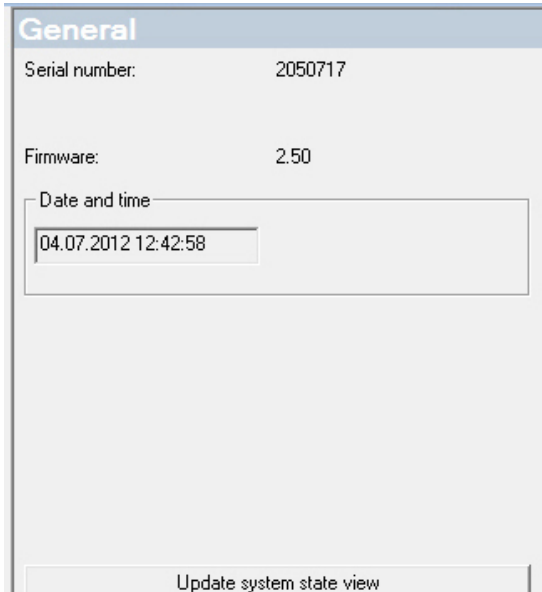 General
Serial number: 2050717
Firmware: 2.50
Date and time
04.07.2012 12:42:58
Update system state view